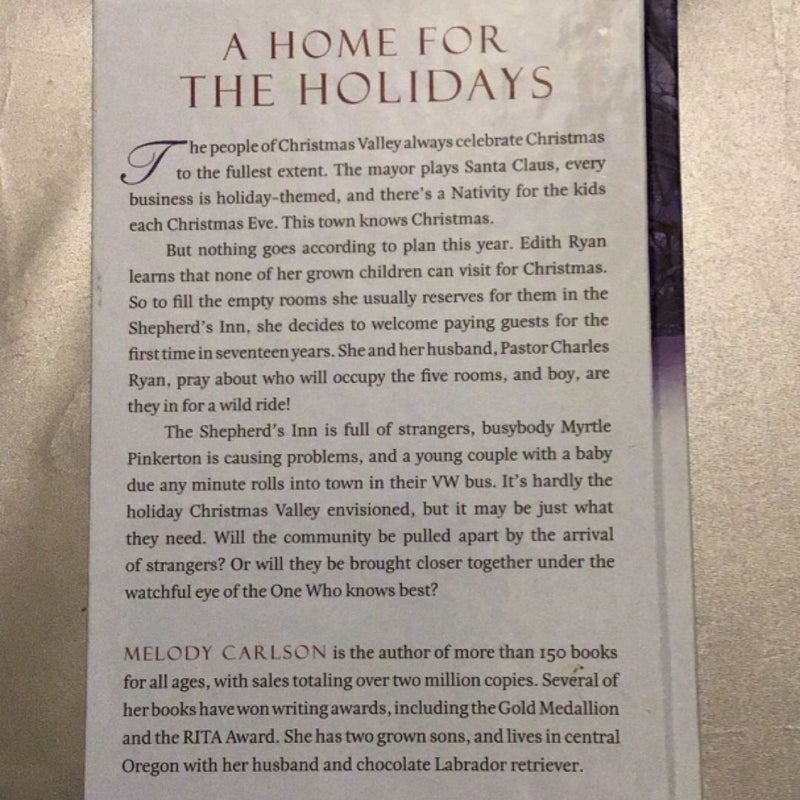 A HOME FOR
THE HOLIDAYS
The people of Christmas Valley always celebrate Christmas
to the fullest extent. The mayor plays Santa Claus, every
business is holiday-themed, and there's a Nativity for the kids
each Christmas Eve. This town knows Christmas.
But nothing goes according to plan this year. Edith Ryan
learns that none of her grown children can visit for Christmas.
So to fill the empty rooms she usually reserves for them in the
Shepherd's Inn, she decides to welcome paying guests for the
first time in seventeen years. She and her husband, Pastor Charles
Ryan, pray about who will occupy the five rooms, and boy, are
they in for a wild ride!
The Shepherd's Inn is full of strangers, busybody Myrtle
Pinkerton is causing problems, and a young couple with a baby
due any minute rolls into town in their VW bus. It's hardly the
holiday Christmas Valley envisioned, but it may be just what
they need. Will the community be pulled apart by the arrival
of strangers? Or will they be brought closer together under the
watchful eye of the One Who knows best?
MELODY CARLSON is the author of more than 150 books
for all ages, with sales totaling over two million copies. Several of
her books have won writing awards, including the Gold Medallion
and the RITA Award. She has two grown sons, and lives in central
Oregon with her husband and chocolate Labrador retriever.